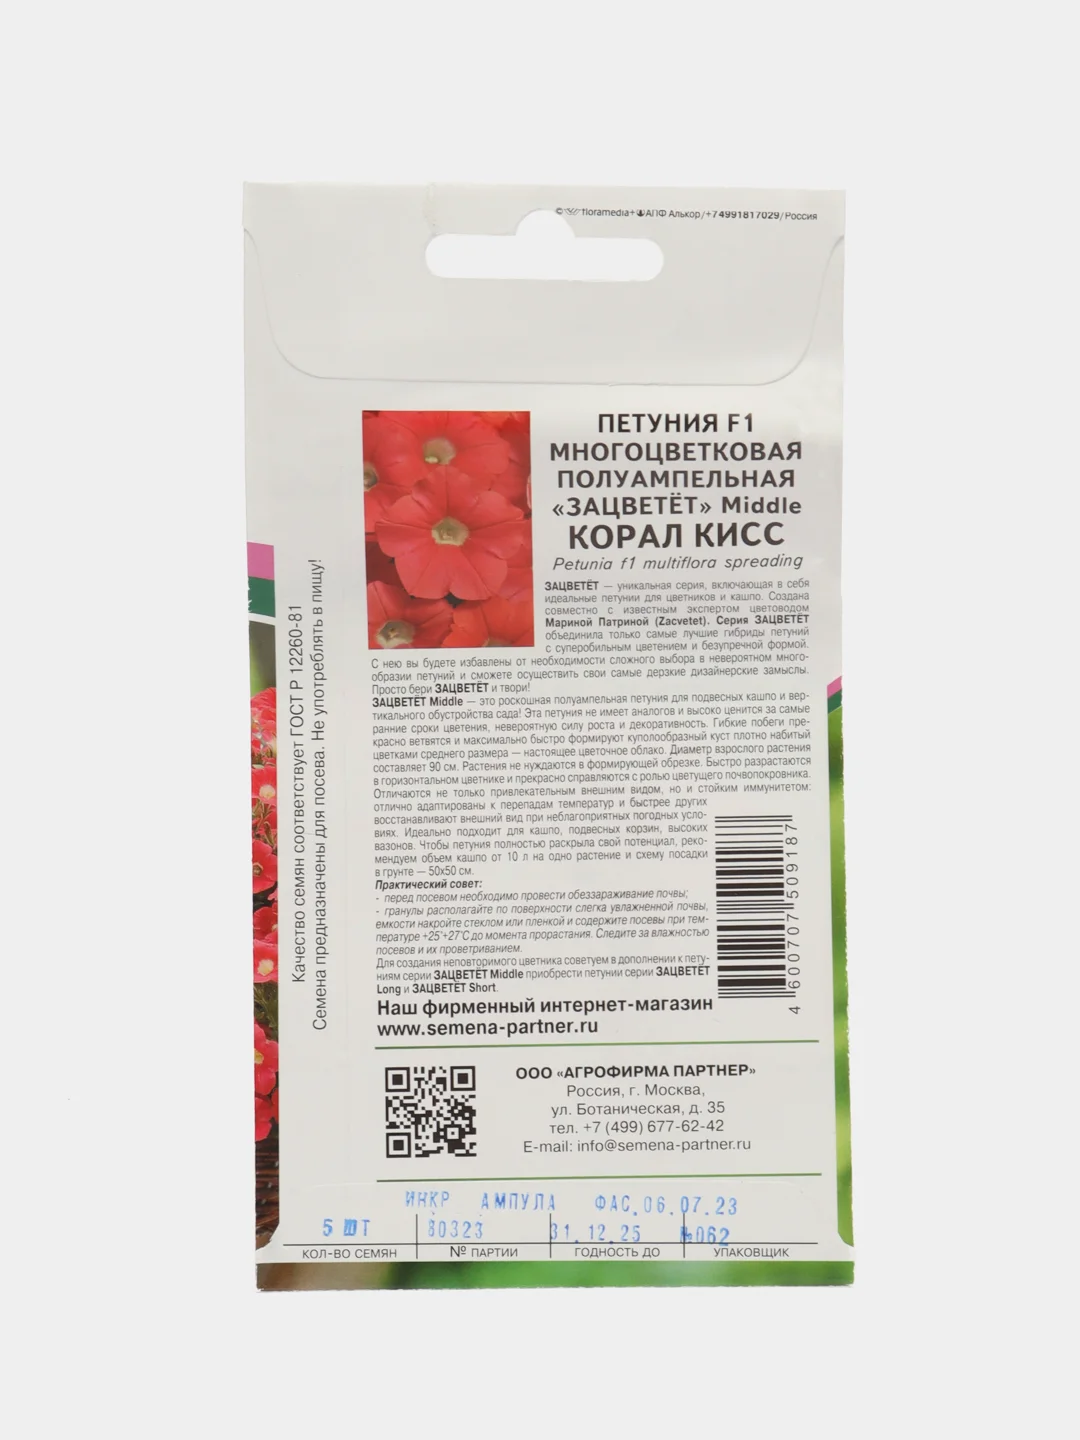 © floramedia+АПФ Алькор/+74991817029/Россия
ПЕТУНИЯ F1
МНОГОЦВЕТКОВАЯ
ПОЛУАМПЕЛЬНАЯ
«ЗАЦВЕТЁТ» Middle
КОРАЛ КИСС
Petunia f1 multiflora spreading
ЗАЦВЕТЁТ — уникальная серия, включающая в себя
идеальные петунии для цветников и кашпо. Создана
совместно с известным экспертом цветоводом
Мариной Патриной (Zacvetet). Серия ЗАЦВЕТЁТ
объединила только самые лучшие гибриды петуний
с суперобильным цветением и безупречной формой.
С нею вы будете избавлены от необходимости сложного выбора в невероятном много-
образии петуний и сможете осуществить свои самые дерзкие дизайнерские замыслы.
Просто бери ЗАЦВЕТЁТ и твори!
ЗАЦВЕТЁТ Middle — это роскошная полуампельная петуния для подвесных кашпо и вер-
тикального обустройства сада! Эта петуния не имеет аналогов и высоко ценится за самые
ранние сроки цветения, невероятную силу роста и декоративность. Гибкие побеги пре-
красно ветвятся и максимально быстро формируют куполообразный куст плотно набитый
цветками среднего размера — настоящее цветочное облако. Диаметр взрослого растения
составляет 90 см. Растения не нуждаются в формирующей обрезке. Быстро разрастаются
в горизонтальном цветнике и прекрасно справляются с ролью цветущего почвопокровника.
Отличаются не только привлекательным внешним видом, но и стойким иммунитетом:
отлично адаптированы к перепадам температур и быстрее других
восстанавливают внешний вид при неблагоприятных погодных усло-
виях. Идеально подходит для кашпо, подвесных корзин, высоких
вазонов. Чтобы петуния полностью раскрыла свой потенциал, реко-
мендуем объем кашпо от 10 л на одно растение и схему посадки
в грунте — 50х50 см.
Практический совет:
- перед посевом необходимо провести обеззараживание почвы;
- гранулы располагайте по поверхности слегка увлажненной почвы,
емкости накройте стеклом или пленкой и содержите посевы при тем-
пературе +25°+27°С до момента прорастания. Следите за влажностью
посевов и их проветриванием.
Для создания неповторимого цветника советуем в дополнении к пету-
ниям серии ЗАЦВЕТЁТ Middle приобрести петунии серии ЗАЦВЕТЁТ
Long и ЗАЦВЕТЁТ Short.
Наш фирменный интернет-магазин
www.semena-partner.ru
4 600707 509187
Качество семян соответствует ГОСТ Р 12260-81
Семена предназначены для посева. Не употреблять в пищу!
ООО «АГРОФИРМА ПАРТНЕР»
Россия, г. Москва,
ул. Ботаническая, д. 35
тел. +7 (499) 677-62-42
E-mail: info@semena-partner.ru
ИНКР АМПУЛА ФАС.06.07.23
5 ШТ 80323 31.12.25 №062
КОЛ-ВО СЕМЯН № ПАРТИИ ГОДНОСТЬ ДО УПАКОВЩИК